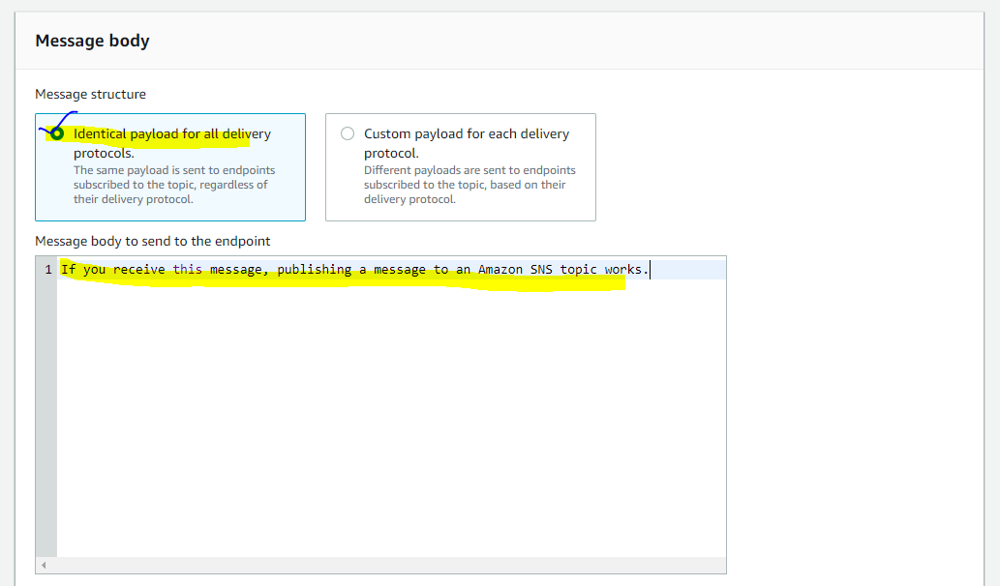 Message body
Message structure
Identical payload for all delivery
protocols.
The same payload is sent to endpoints
subscribed to the topic, regardless of
their delivery protocol.
Custom payload for each delivery
protocol.
Different payloads are sent to endpoints
subscribed to the topic, based on their
delivery protocol.
Message body to send to the endpoint
1 If you receive this message, publishing a message to an Amazon SNS topic works.